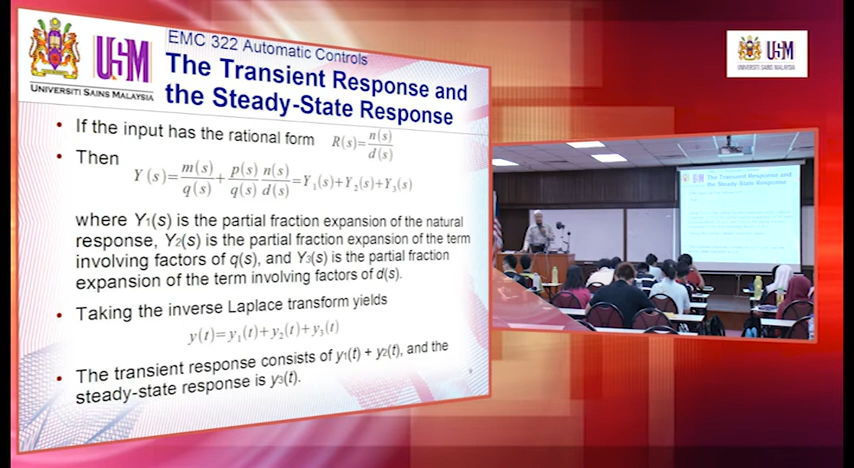 USM
UNIVERSITI SAINS MALAYSIA
EMC 322 Automatic Controls
The Transient Response and
the Steady-State Response
• If the input has the rational form R(s)=n(s)/d(s)
• Then
Y(s)=m(s)/q(s)+p(s)/q(s) n(s)/d(s)=Y₁(s)+Y₂(s)+Y₃(s)
where Y₁(s) is the partial fraction expansion of the natural
response, Y₂(s) is the partial fraction expansion of the term
involving factors of q(s), and Y₃(s) is the partial fraction
expansion of the term involving factors of d(s).
• Taking the inverse Laplace transform yields
y(t)=y₁(t)+y₂(t)+y₃(t)
• The transient response consists of y₁(t) + y₂(t), and the
steady-state response is y₃(t).
USM
UNIVERSITI SAINS MALAYSIA
The Transient Response and
the Steady-State Response